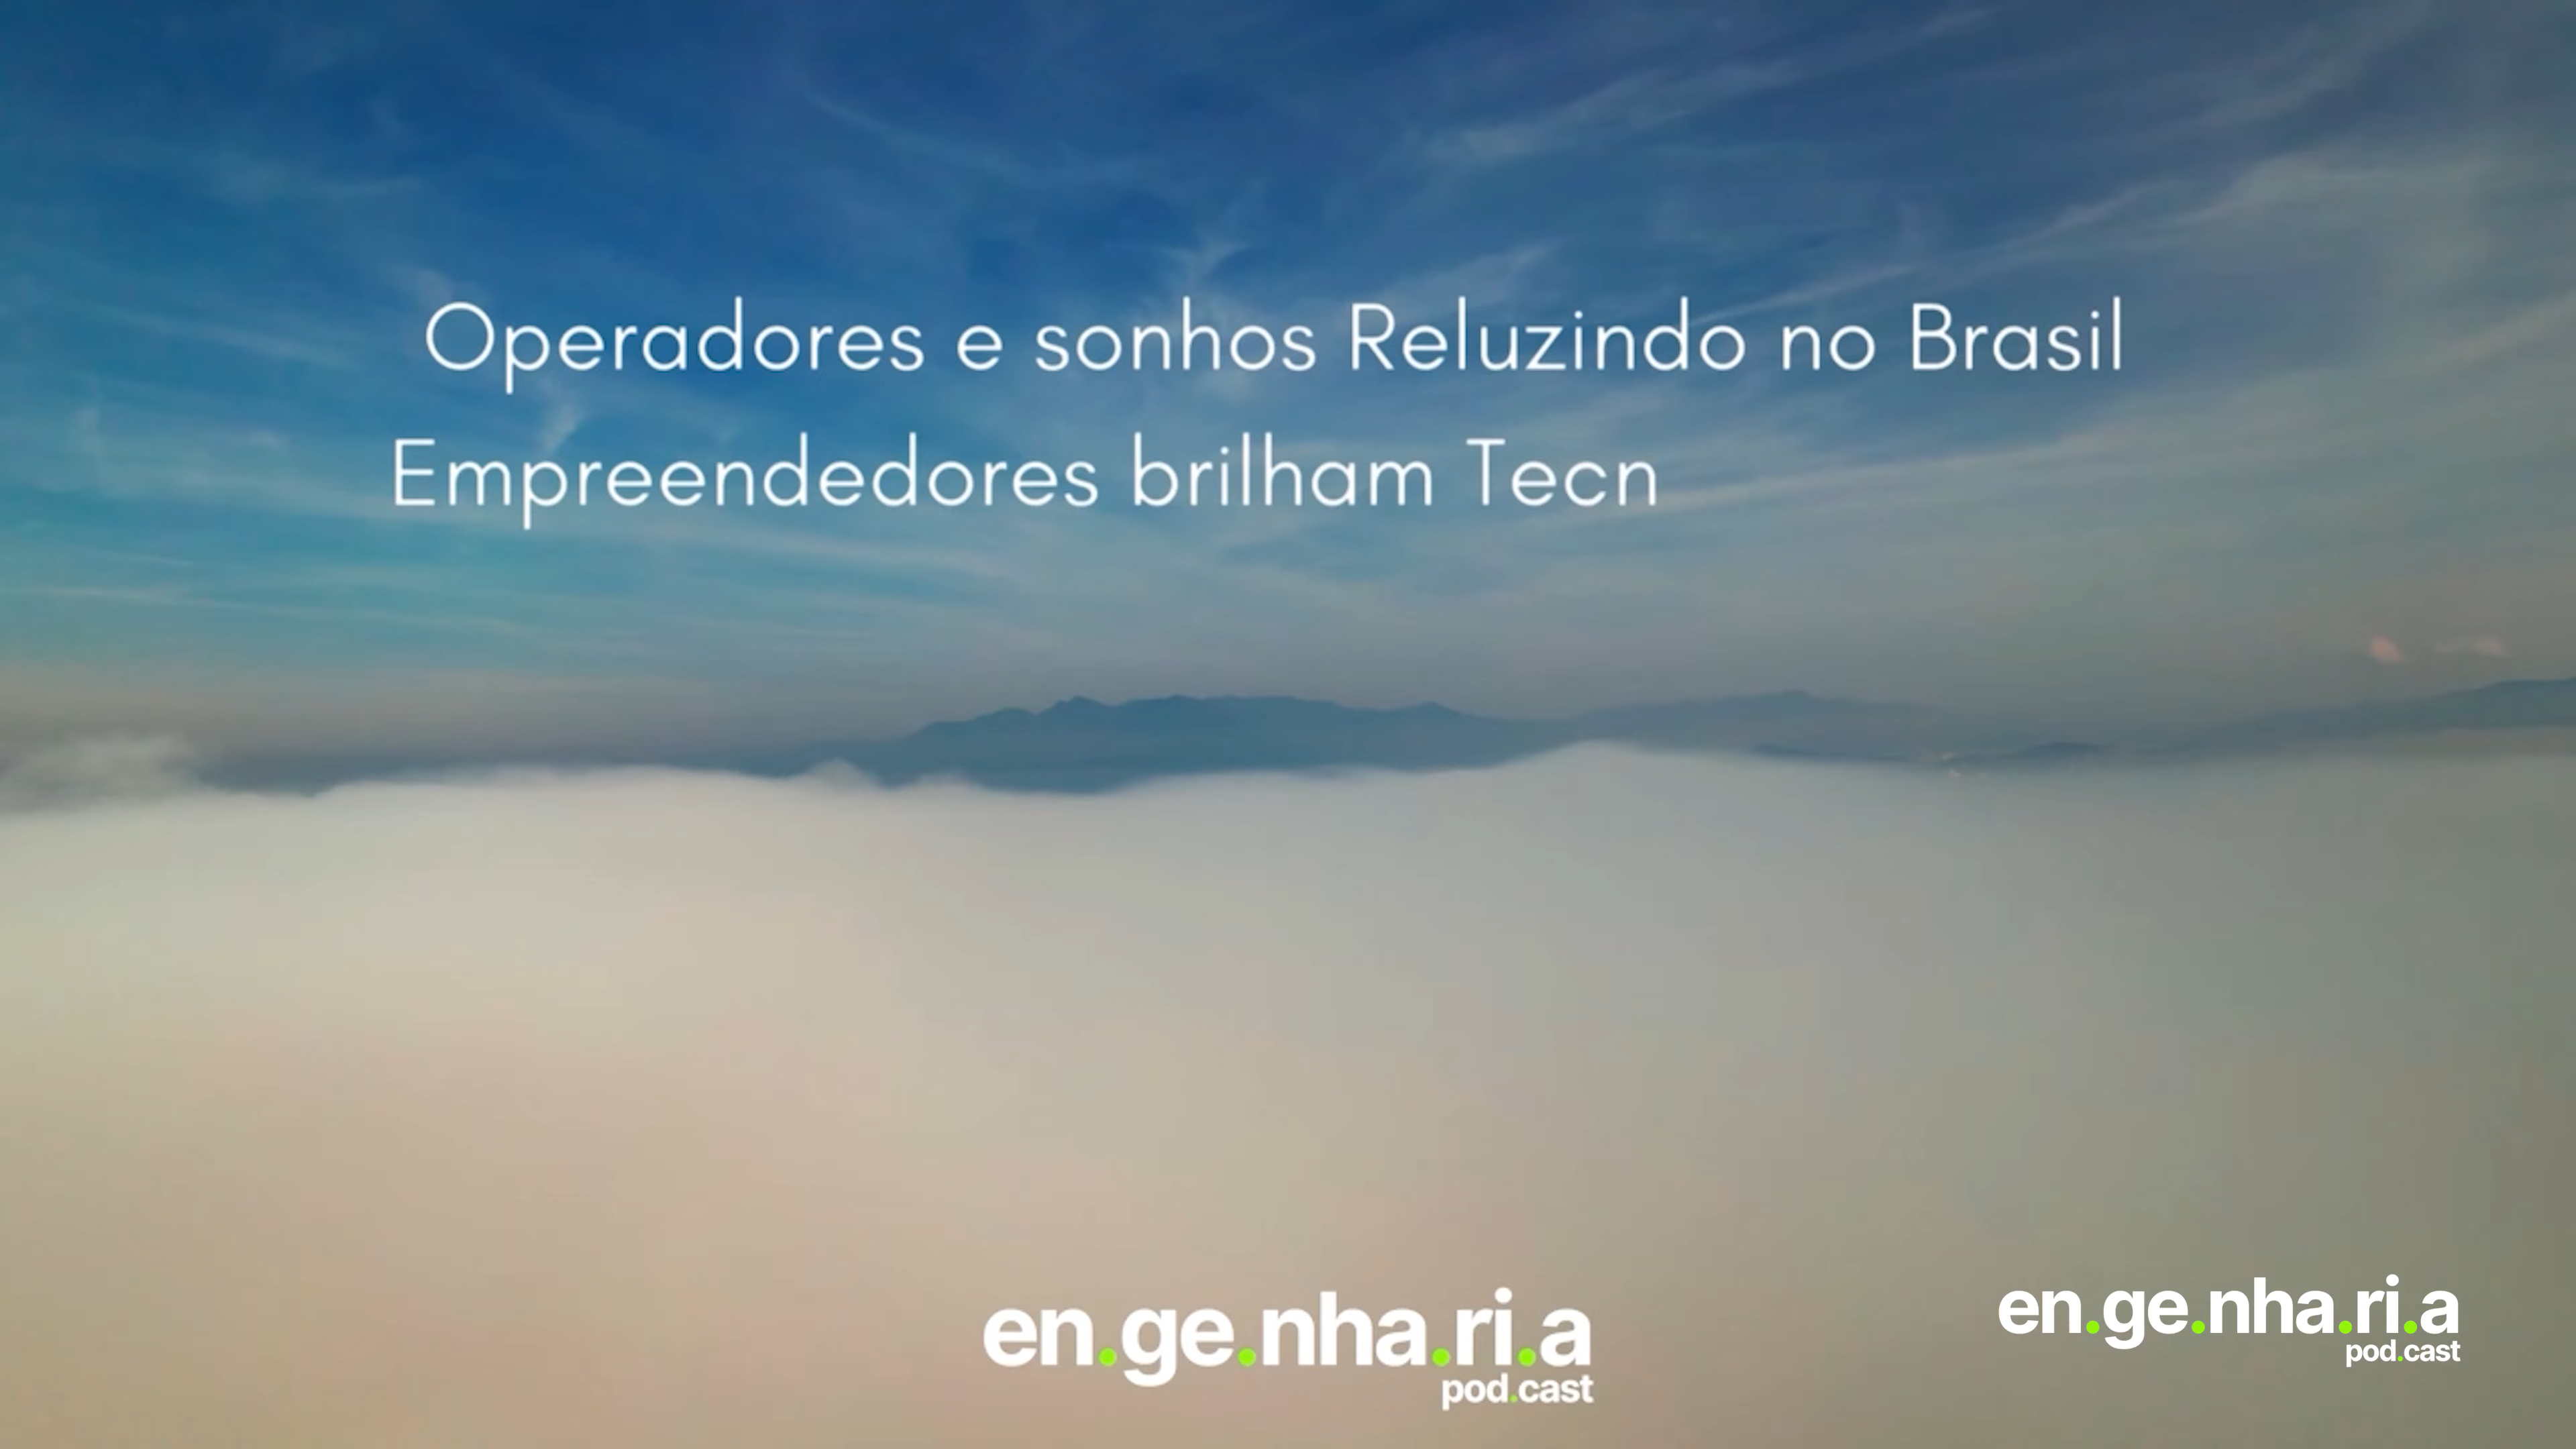 Operadores e sonhos Reluzindo no Brasil
Empreendedores brilham Tecn
en.ge.nha.ri.a
pod.cast
en.ge.nha.ri.a
pod.cast